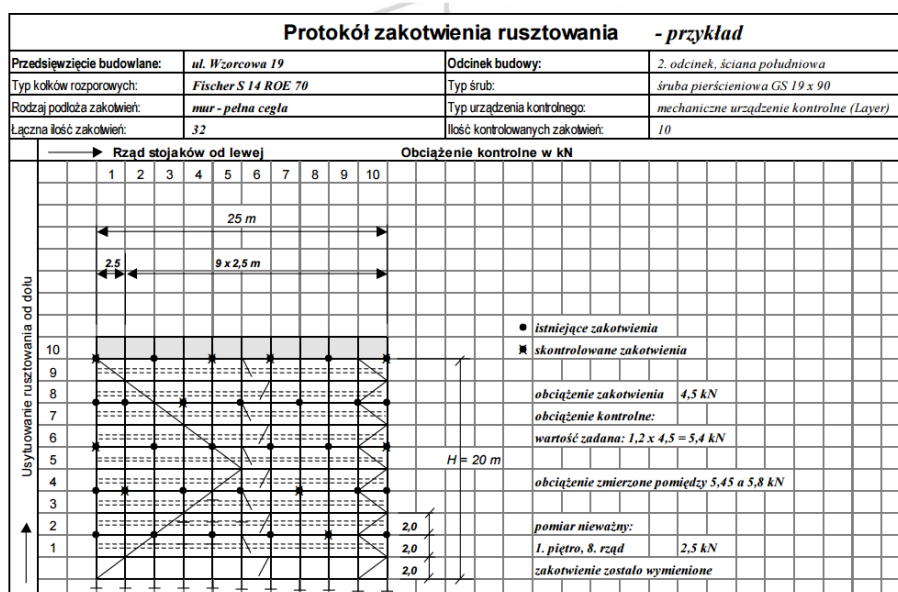 Protokół zakotwienia rusztowania - przykład
Przedsięwzięcie budowlane: ul. Wzorcowa 19 Odcinek budowy: 2. odcinek, ściana południowa
Typ kołków rozporowych: Fischer S 14 ROE 70 Typ śrub: śruba pierścieniowa GS 19 x 90
Rodzaj podłoża zakotwień: mur - pełna cegła Typ urządzenia kontrolnego: mechaniczne urządzenie kontrolne (Layer)
Łączna ilość zakotwień: 32 Ilość kontrolowanych zakotwień: 10
Rząd stojaków od lewej Obciążenie kontrolne w kN
1 2 3 4 5 6 7 8 9 10
25 m
2.5 9 x 2,5 m
Usytuowanie rusztowania od dołu
istniejące zakotwienia
10 skontrolowane zakotwienia
9
8 obciążenie zakotwienia 4,5 kN
7 obciążenie kontrolne:
6 wartość zadana: 1,2 x 4,5 = 5,4 kN
5 H = 20 m
4 obciążenie zmierzone pomiędzy 5,45 a 5,8 kN
3
2 2,0 pomiar nieważny:
1 2,0 1. piętro, 8. rząd 2,5 kN
2,0 zakotwienie zostało wymienione